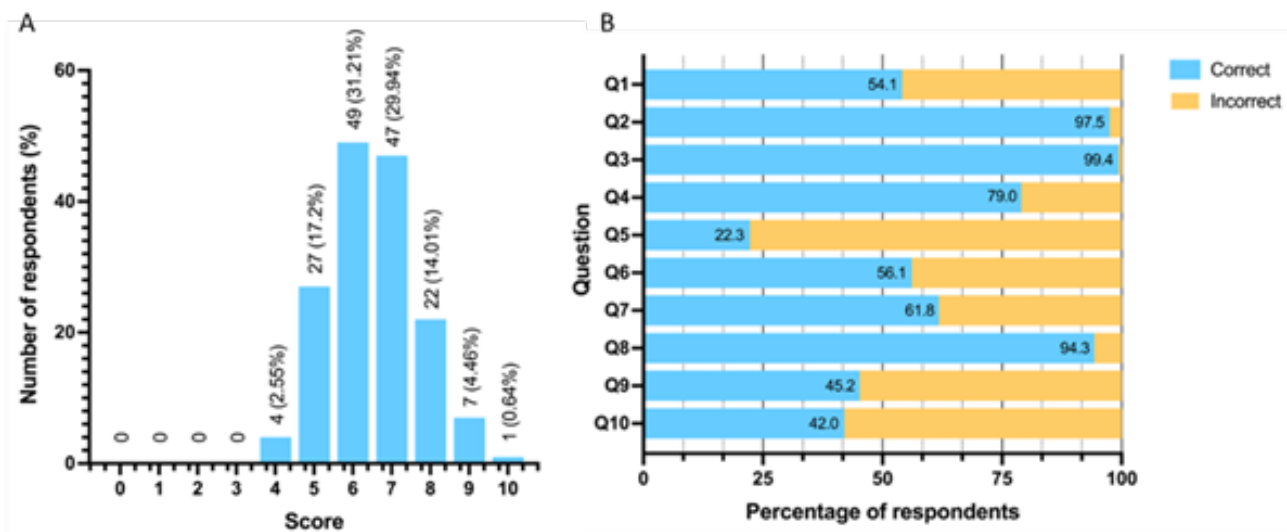 A
Number of respondents (%)
60
40
20
0
0
0
0
0
4 (2.55%)
27 (17.2%)
49 (31.21%)
47 (29.94%)
22 (14.01%)
7 (4.46%)
1 (0.64%)
0 1 2 3 4 5 6 7 8 9 10
Score
B
Question
Q1 54.1
Q2 97.5
Q3 99.4
Q4 79.0
Q5 22.3
Q6 56.1
Q7 61.8
Q8 94.3
Q9 45.2
Q10 42.0
0 25 50 75 100
Percentage of respondents
Correct
Incorrect